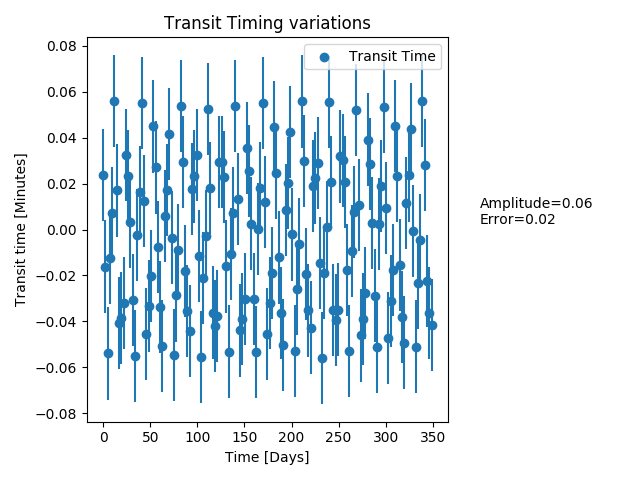 Transit Timing variations
Transit Time
0.08
0.06
0.04
0.02
0.00
−0.02
−0.04
−0.06
−0.08
Transit time [Minutes]
0 50 100 150 200 250 300 350
Time [Days]
Amplitude=0.06
Error=0.02